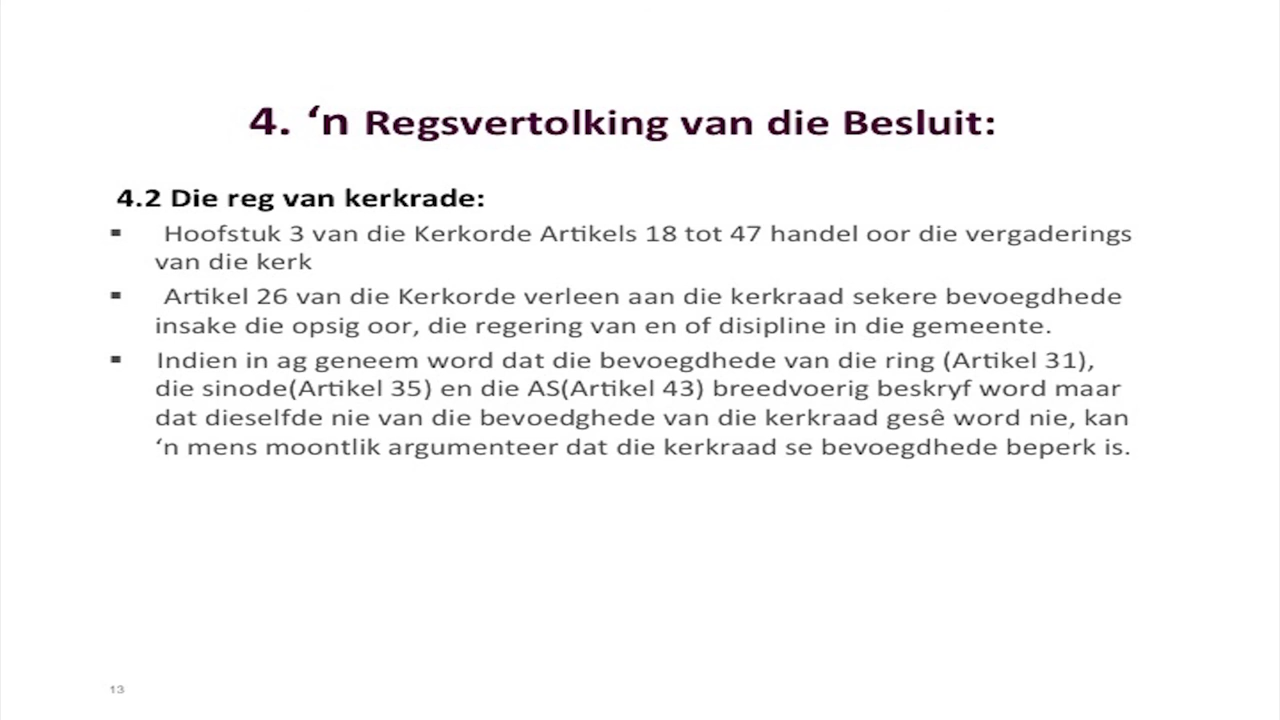 4. ‘n Regsvertolking van die Besluit:
4.2 Die reg van kerkrade:
▪ Hoofstuk 3 van die Kerkorde Artikels 18 tot 47 handel oor die vergaderings
van die kerk
▪ Artikel 26 van die Kerkorde verleen aan die kerkraad sekere bevoegdhede
insake die opsig oor, die regering van en of disipline in die gemeente.
▪ Indien in ag geneem word dat die bevoegdhede van die ring (Artikel 31),
die sinode(Artikel 35) en die AS(Artikel 43) breedvoerig beskryf word maar
dat dieselfde nie van die bevoedghede van die kerkraad gesê word nie, kan
‘n mens moontlik argumenteer dat die kerkraad se bevoegdhede beperk is.
13